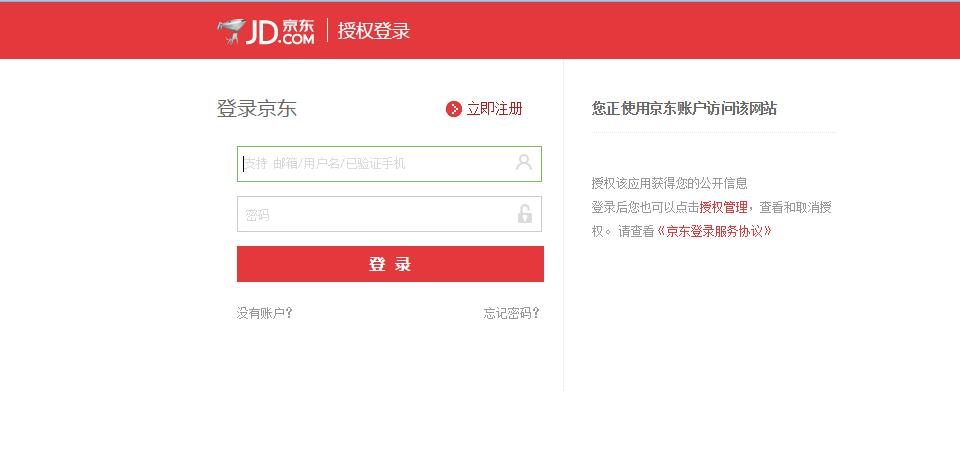 JD 京东 .COM 授权登录
登录京东 立即注册
支持 邮箱/用户名/已验证手机
密码
登 录
没有账户? 忘记密码?
您正使用京东账户访问该网站
授权该应用获得您的公开信息
登录后您也可以点击授权管理，查看和取消授
权。请查看《京东登录服务协议》